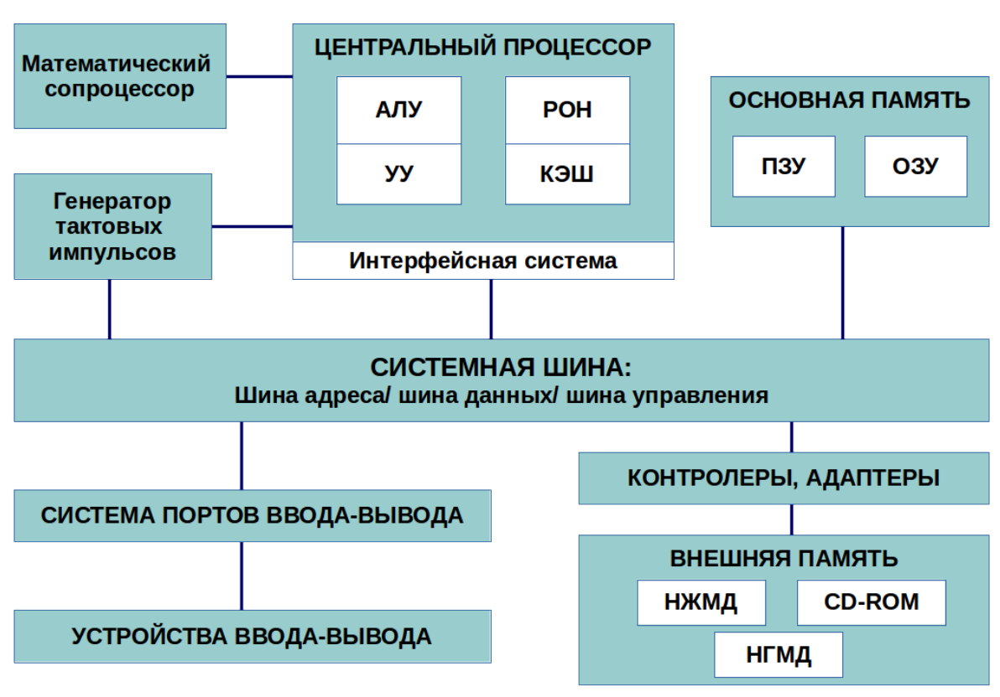 Математический
сопроцессор
ЦЕНТРАЛЬНЫЙ ПРОЦЕССОР
АЛУ
РОН
УУ
КЭШ
ОСНОВНАЯ ПАМЯТЬ
ПЗУ
ОЗУ
Генератор
тактовых
импульсов
Интерфейсная система
СИСТЕМНАЯ ШИНА:
Шина адреса/ шина данных/ шина управления
СИСТЕМА ПОРТОВ ВВОДА-ВЫВОДА
УСТРОЙСТВА ВВОДА-ВЫВОДА
КОНТРОЛЕРЫ, АДАПТЕРЫ
ВНЕШНЯЯ ПАМЯТЬ
НЖМД
CD-ROM
НГМД